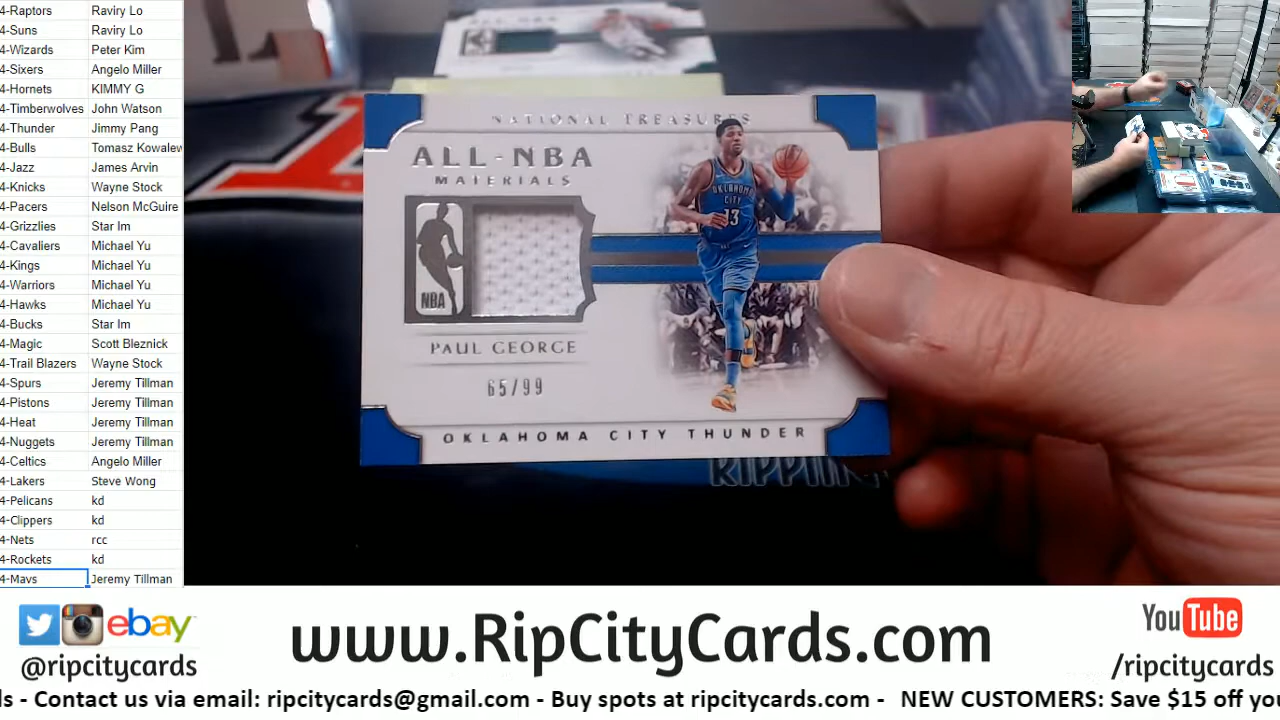 4-Raptors Raviry Lo
4-Suns Raviry Lo
4-Wizards Peter Kim
4-Sixers Angelo Miller
4-Hornets KIMMY G
4-Timberwolves John Watson
4-Thunder Jimmy Pang
4-Bulls Tomasz Kowalew
4-Jazz James Arvin
4-Knicks Wayne Stock
4-Pacers Nelson McGuire
4-Grizzlies Star Im
4-Cavaliers Michael Yu
4-Kings Michael Yu
4-Warriors Michael Yu
4-Hawks Michael Yu
4-Bucks Star Im
4-Magic Scott Bleznick
4-Trail Blazers Wayne Stock
4-Spurs Jeremy Tillman
4-Pistons Jeremy Tillman
4-Heat Jeremy Tillman
4-Nuggets Jeremy Tillman
4-Celtics Angelo Miller
4-Lakers Steve Wong
4-Pelicans kd
4-Clippers kd
4-Nets rcc
4-Rockets kd
4-Mavs Jeremy Tillman
ALL-NBA
NATIONAL TREASURES
ALL-NBA
MATERIALS
OKLAHOMA
CITY
13
NBA
PAUL GEORGE
65/99
OKLAHOMA CITY THUNDER
RIPPIN
ebay
@ripcitycards
www.RipCityCards.com
YouTube
/ripcitycards
ds - Contact us via email: ripcitycards@gmail.com - Buy spots at ripcitycards.com - NEW CUSTOMERS: Save $15 off you